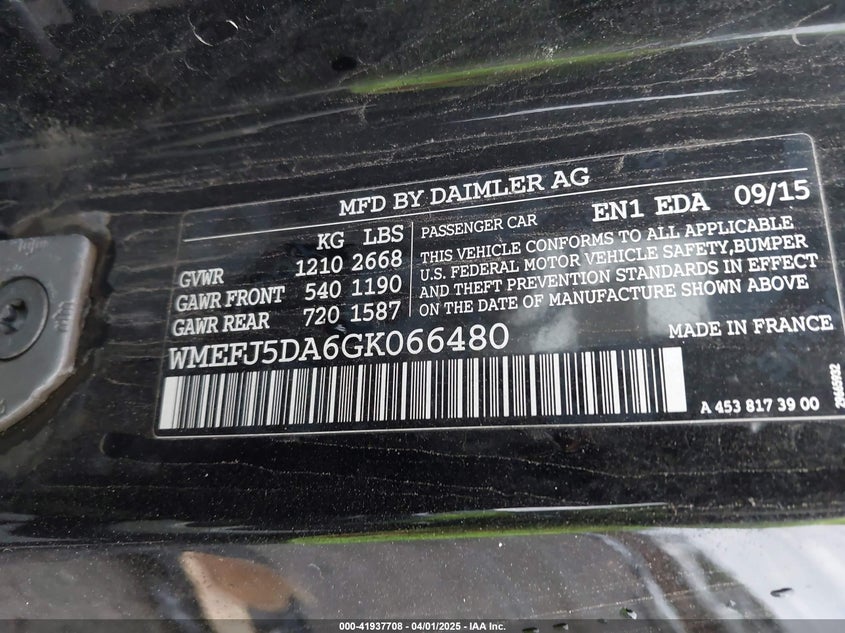 MFD BY DAIMLER AG
EN1 EDA 09/15
KG LBS
GVWR 1210 2668
GAWR FRONT 540 1190
GAWR REAR 720 1587
PASSENGER CAR
THIS VEHICLE CONFORMS TO ALL APPLICABLE
U.S. FEDERAL MOTOR VEHICLE SAFETY,BUMPER
AND THEFT PREVENTION STANDARDS IN EFFECT
ON THE DATE OF MANUFACTURE SHOWN ABOVE
WMEFJ5DA6GK066480
MADE IN FRANCE
A 453 817 39 00
000-41937708 - 04/01/2025 - IAA Inc.